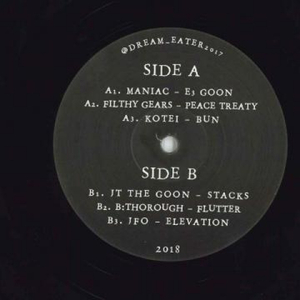 @DREAM_EATER2017
SIDE A
A1. MANIAC – E3 GOON
A2. FILTHY GEARS – PEACE TREATY
A3. KOTEI – BUN
SIDE B
B1. JT THE GOON – STACKS
B2. B:THOROUGH – FLUTTER
B3. JFO – ELEVATION
2018